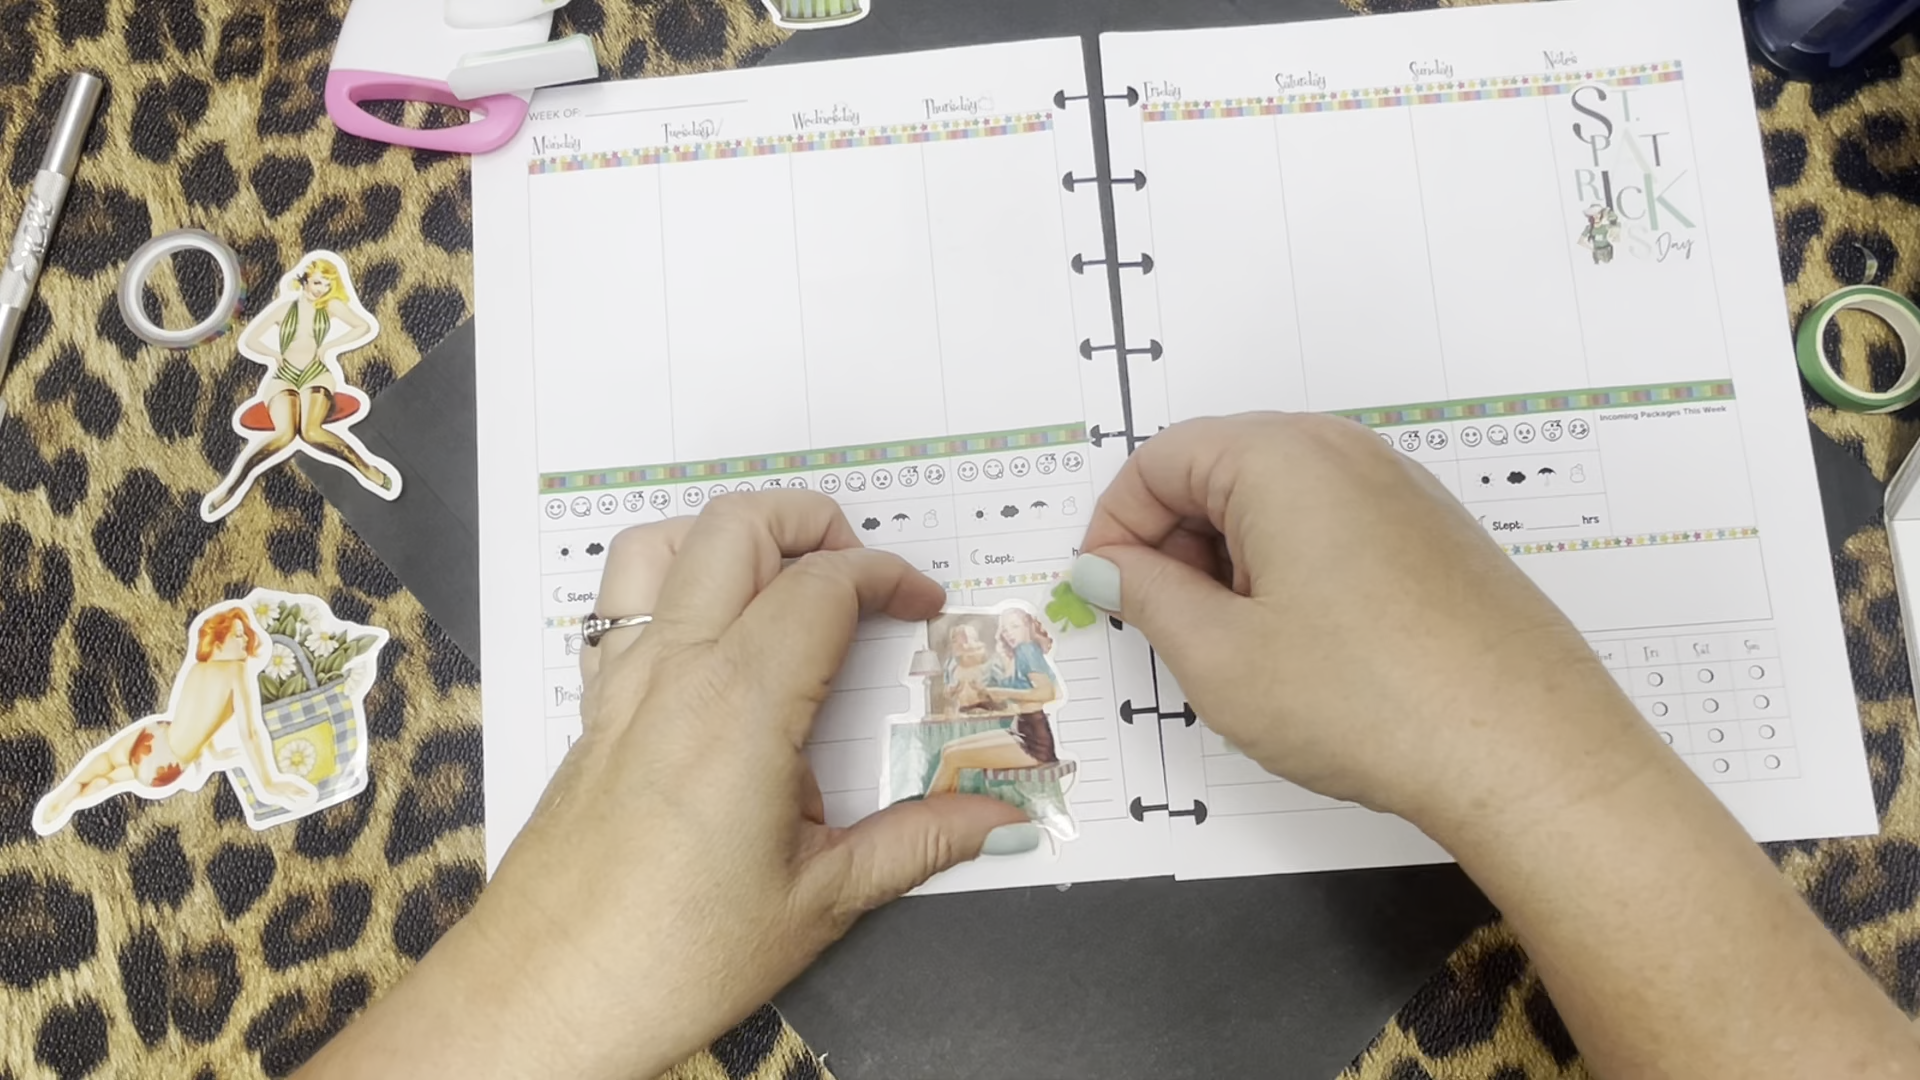 WEEK OF:
Monday
Tuesday
Wednesday
Thursday
Friday
Saturday
Sunday
Notes
ST.
PAT
RICK
S Day
Incoming Packages This Week
Slept:
hrs
Slept:
Slept: hrs
Fri Sat Sun